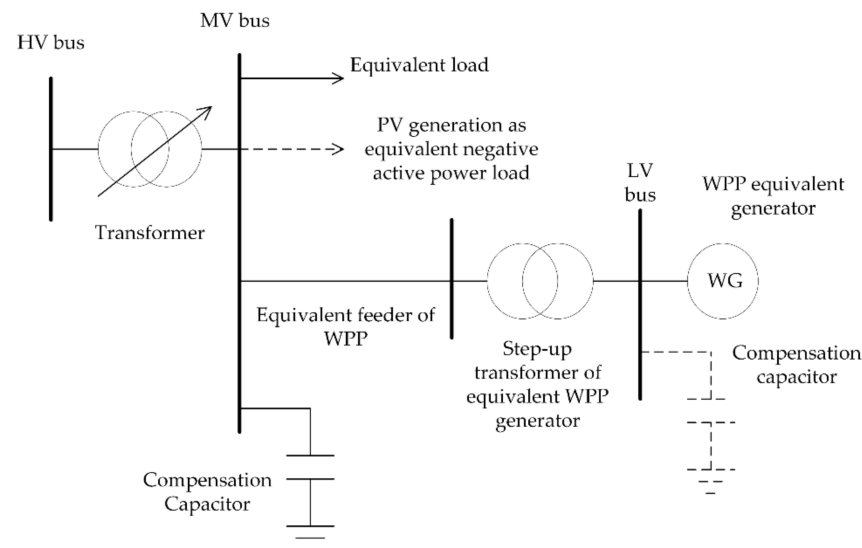 MV bus
HV bus
Equivalent load
PV generation as
equivalent negative
active power load
LV
bus
WPP equivalent
generator
Transformer
WG
Equivalent feeder of
WPP
Step-up
transformer of
equivalent WPP
generator
Compensation
capacitor
Compensation
Capacitor